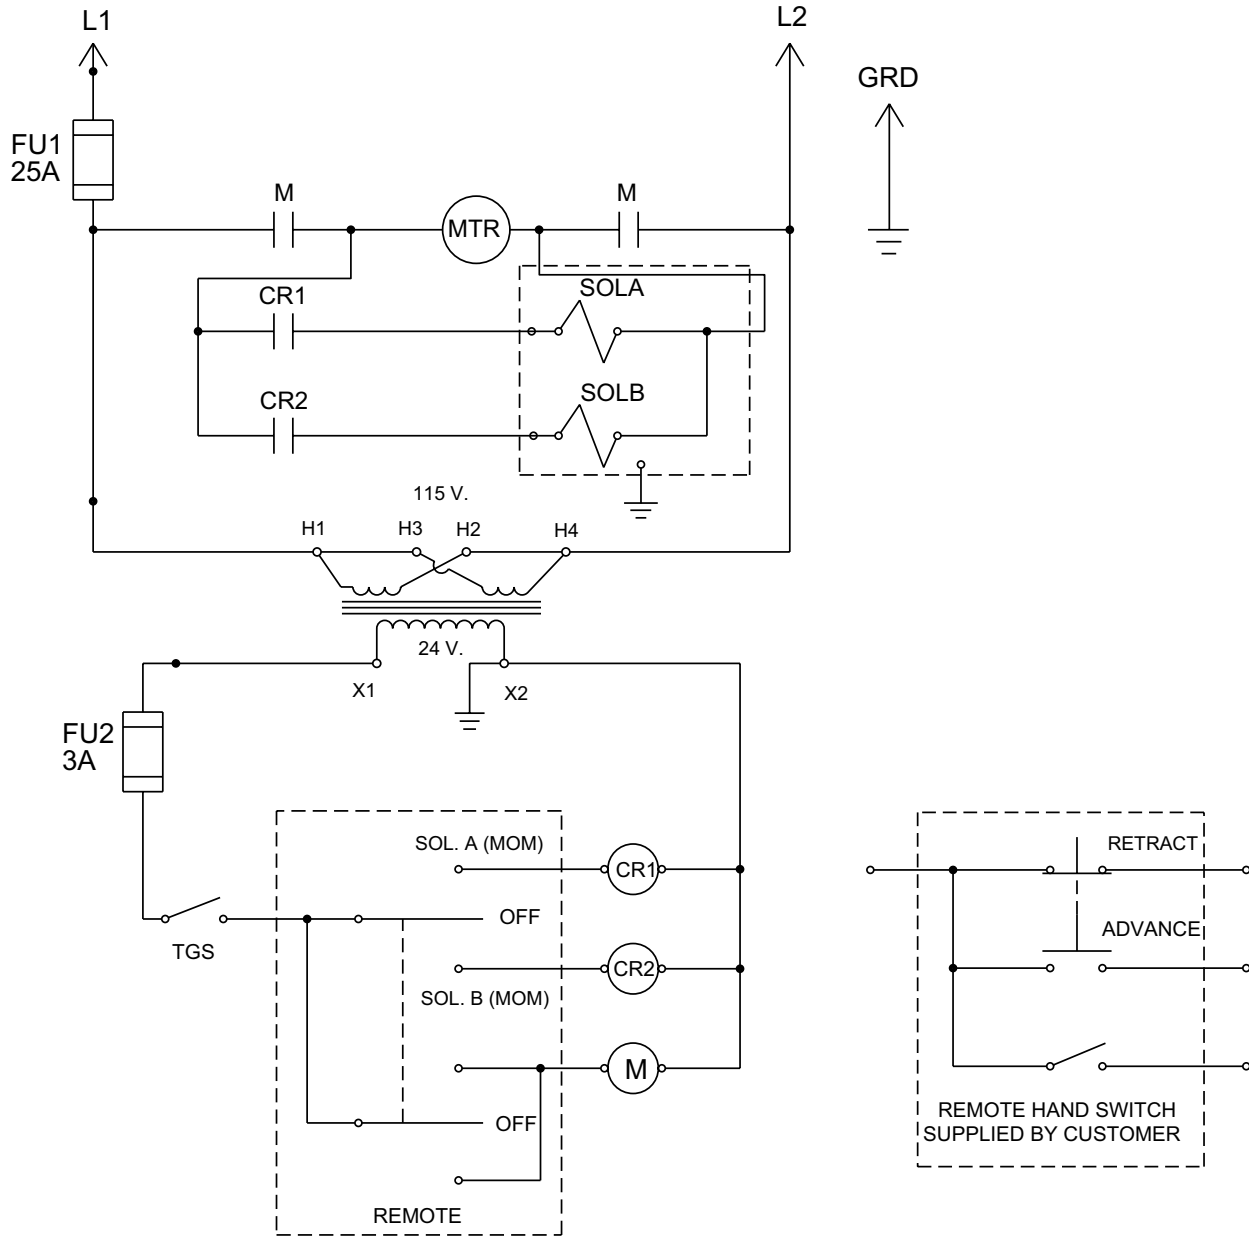 L1
L2
GRD
FU1
25A
M
MTR
M
CR1
SOLA
CR2
SOLB
115 V.
H1
H3
H2
H4
24 V.
X1
X2
FU2
3A
SOL. A (MOM)
CR1
RETRACT
OFF
TGS
ADVANCE
CR2
SOL. B (MOM)
M
OFF
REMOTE HAND SWITCH
SUPPLIED BY CUSTOMER
REMOTE